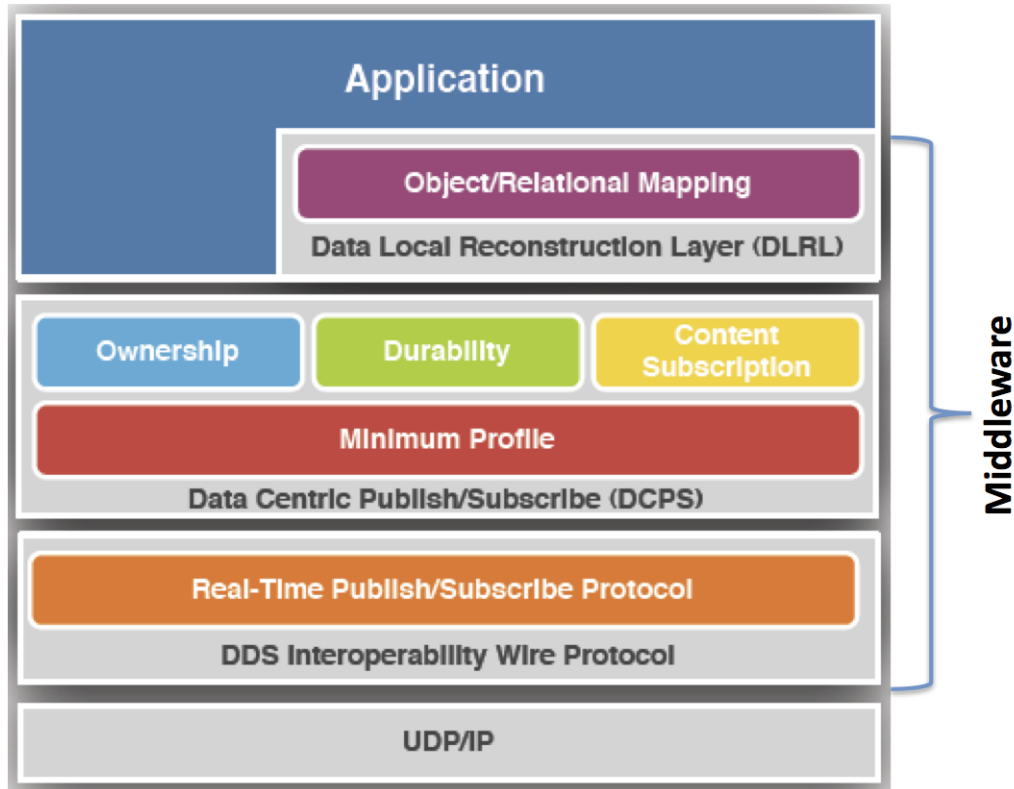 Application
Object/Relational Mapping
Data Local Reconstruction Layer (DLRL)
Ownership
Durability
Content
Subscription
Minimum Profile
Data Centric Publish/Subscribe (DCPS)
Real-Time Publish/Subscribe Protocol
DDS Interoperability Wire Protocol
UDP/IP
Middleware